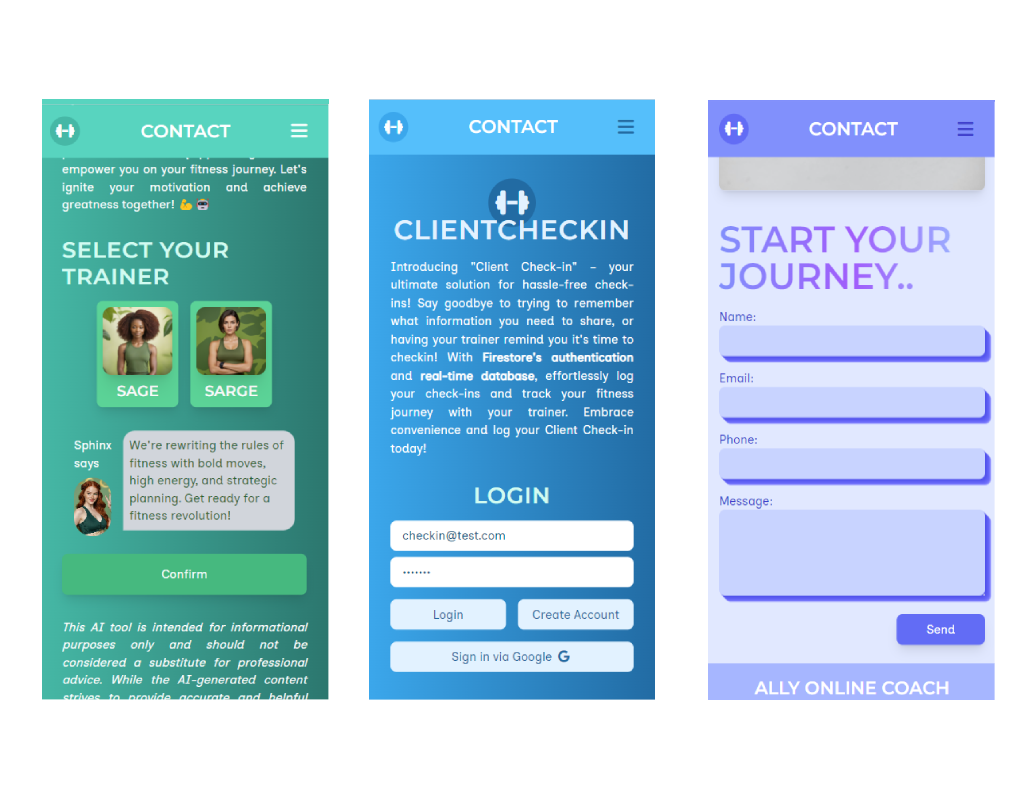 CONTACT
empower you on your fitness journey. Let's
ignite your motivation and achieve
greatness together! 💪 🤖
SELECT YOUR
TRAINER
SAGE
SARGE
Sphinx
says
We're rewriting the rules of
fitness with bold moves,
high energy, and strategic
planning. Get ready for a
fitness revolution!
Confirm
This AI tool is intended for informational
purposes only and should not be
considered a substitute for professional
advice. While the AI-generated content
strives to provide accurate and helpful
CONTACT
CLIENTCHECKIN
Introducing "Client Check-in" – your
ultimate solution for hassle-free check-
ins! Say goodbye to trying to remember
what information you need to share, or
having your trainer remind you it's time to
checkin! With Firestore's authentication
and real-time database, effortlessly log
your check-ins and track your fitness
journey with your trainer. Embrace
convenience and log your Client Check-in
today!
LOGIN
checkin@test.com
•••••••
Login
Create Account
Sign in via Google G
CONTACT
START YOUR
JOURNEY..
Name:
Email:
Phone:
Message:
Send
ALLY ONLINE COACH